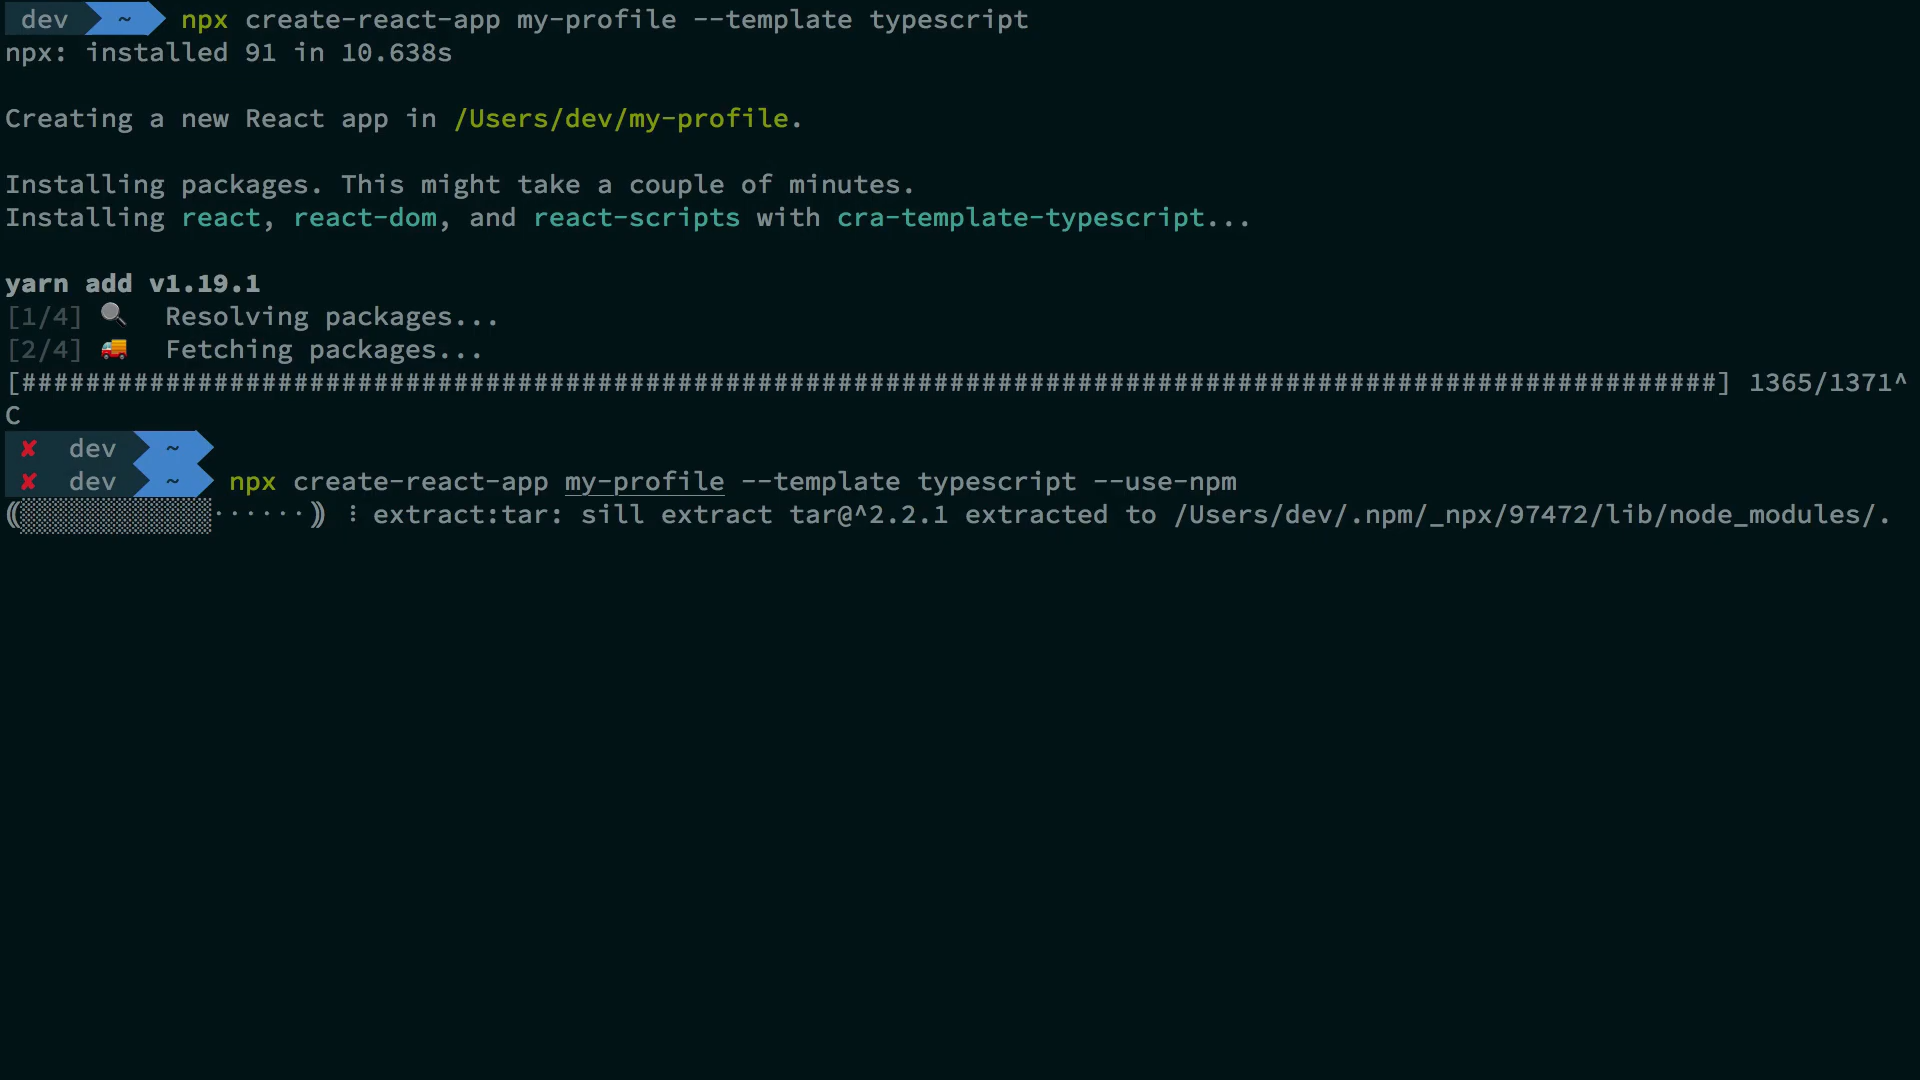 dev ~ npx create-react-app my-profile --template typescript
npx: installed 91 in 10.638s
Creating a new React app in /Users/dev/my-profile.
Installing packages. This might take a couple of minutes.
Installing react, react-dom, and react-scripts with cra-template-typescript...
yarn add v1.19.1
[1/4] 🔍 Resolving packages...
[2/4] 🚚 Fetching packages...
[##########################################################################################################] 1365/1371^
C
✘ dev ~
✘ dev ~ npx create-react-app my-profile --template typescript --use-npm
⸨░░░░░░░░░░░░······⸩ ⠸ extract:tar: sill extract tar@^2.2.1 extracted to /Users/dev/.npm/_npx/97472/lib/node_modules/.